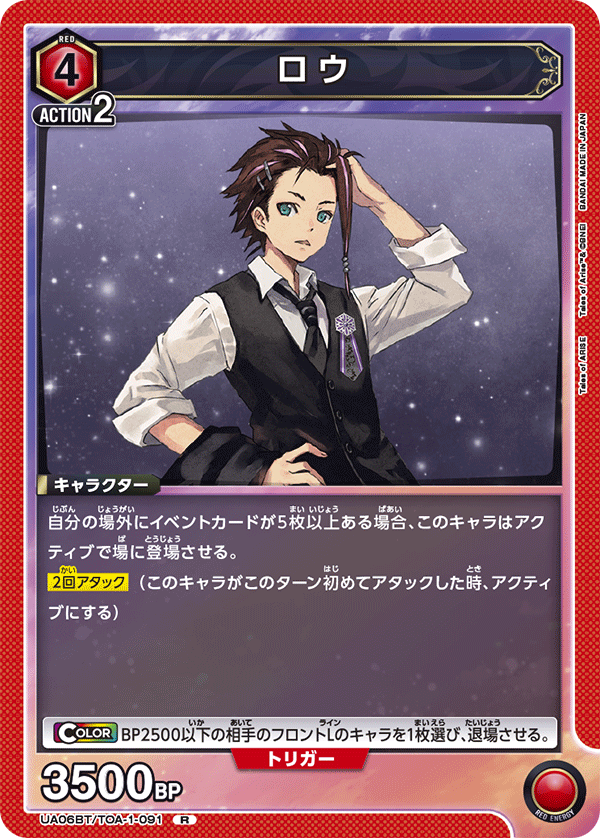 RED
4
ロウ
ACTION2
BANDAI MADE IN JAPAN
Tales of Arise™& ©BNEI
Tales of ARISE
キャラクター
自分の場外にイベントカードが5枚以上ある場合、このキャラはアク
ティブで場に登場させる。
2回アタック（このキャラがこのターン初めてアタックした時、アクティ
ブにする）
COLOR BP2500以下の相手のフロントLのキャラを1枚選び、退場させる。
トリガー
3500BP
UA06BT/TOA-1-091 R
RED ENERGY